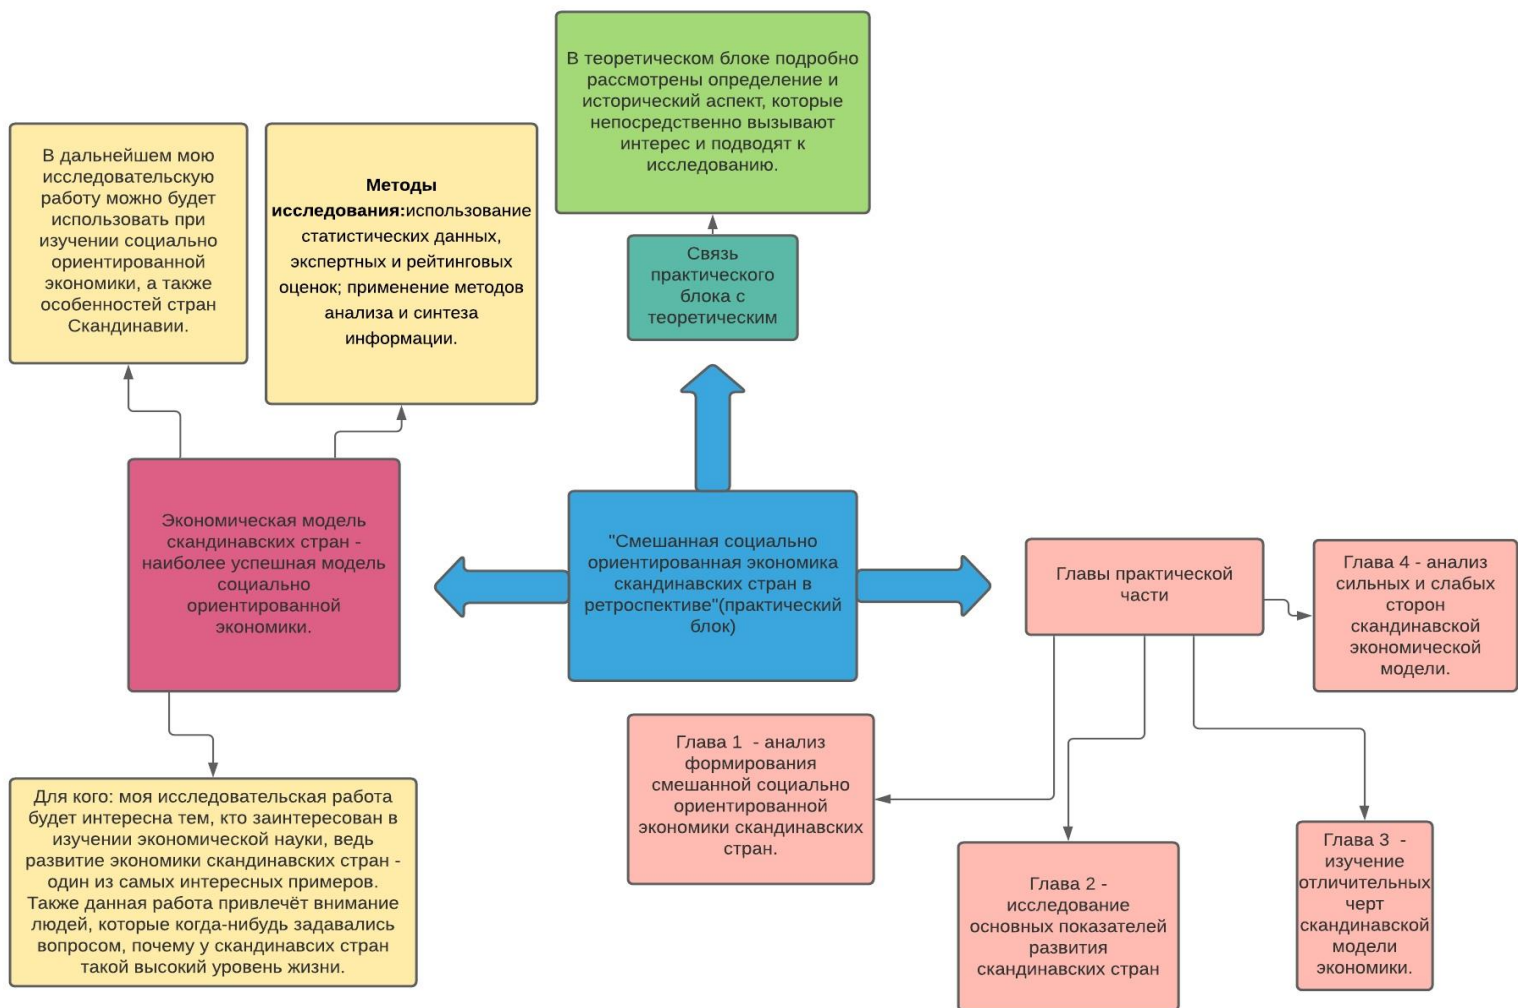 В теоретическом блоке подробно
рассмотрены определение и
исторический аспект, которые
непосредственно вызывают
интерес и подводят к
исследованию.
В дальнейшем мою
исследовательскую
работу можно будет
использовать при
изучении социально
ориентированной
экономики, а также
особенностей стран
Скандинавии.
Методы
исследования:использование
статистических данных,
экспертных и рейтинговых
оценок; применение методов
анализа и синтеза
информации.
Связь
практического
блока с
теоретическим
Экономическая модель
скандинавских стран -
наиболее успешная модель
социально
ориентированной
экономики.
"Смешанная социально
ориентированная экономика
скандинавских стран в
ретроспективе"(практический
блок)
Главы практической
части
Глава 4 - анализ
сильных и слабых
сторон
скандинавской
экономической
модели.
Глава 1  - анализ
формирования
смешанной социально
ориентированной
экономики скандинавских
стран.
Глава 2 -
исследование
основных показателей
развития
скандинавских стран
Глава 3  -
изучение
отличительных
черт
скандинавской
модели
экономики.
Для кого: моя исследовательская работа
будет интересна тем, кто заинтересован в
изучении экономической науки, ведь
развитие экономики скандинавских стран -
один из самых интересных примеров.
Также данная работа привлечёт внимание
людей, которые когда-нибудь задавались
вопросом, почему у скандинавсих стран
такой высокий уровень жизни.